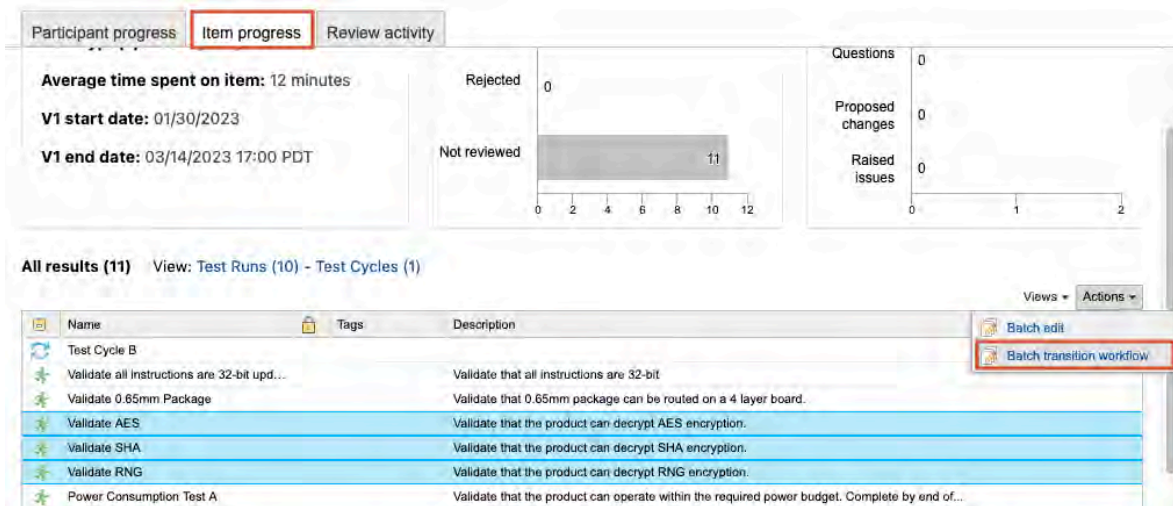 Participant progress Item progress Review activity
Average time spent on item: 12 minutes
V1 start date: 01/30/2023
V1 end date: 03/14/2023 17:00 PDT
Rejected 0
Not reviewed 11
0 2 4 6 8 10 12
Questions 0
Proposed
changes 0
Raised
issues 0
0 1 2
All results (11) View: Test Runs (10) - Test Cycles (1)
Views Actions
Name Tags Description
Batch edit
Batch transition workflow
Test Cycle B
Validate all instructions are 32-bit upd... Validate that all instructions are 32-bit
Validate 0.65mm Package Validate that 0.65mm package can be routed on a 4 layer board.
Validate AES Validate that the product can decrypt AES encryption.
Validate SHA Validate that the product can decrypt SHA encryption.
Validate RNG Validate that the product can decrypt RNG encryption.
Power Consumption Test A Validate that the product can operate within the required power budget. Complete by end of...